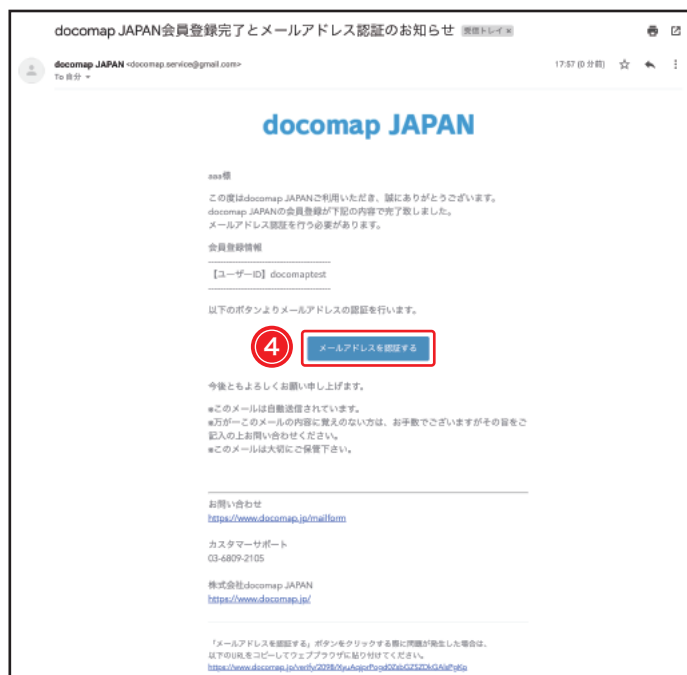 docomap JAPAN会員登録完了とメールアドレス認証のお知らせ 受信トレイ×
docomap JAPAN <docomap.service@gmail.com> 17:57 (0 分前)
To 自分
docomap JAPAN
aaa様
この度はdocomap JAPANご利用いただき、誠にありがとうございます。
docomap JAPANの会員登録が下記の内容で完了致しました。
メールアドレス認証を行う必要があります。
会員登録情報
--------------------------------
【ユーザーID】docomaptest
--------------------------------
以下のボタンよりメールアドレスの認証を行います。
4 メールアドレスを認証する
今後ともよろしくお願い申し上げます。
※このメールは自動送信されています。
※万が一このメールの内容に覚えのない方は、お手数でございますがその旨をご
記入の上お問い合わせください。
※このメールは大切にご保管下さい。
お問い合わせ
https://www.docomap.jp/mailform
カスタマーサポート
03-6809-2105
株式会社docomap JAPAN
https://www.docomap.jp/
「メールアドレスを認証する」ボタンをクリックする際に問題が発生した場合は、
以下のURLをコピーしてウェブブラウザに貼り付けてください。